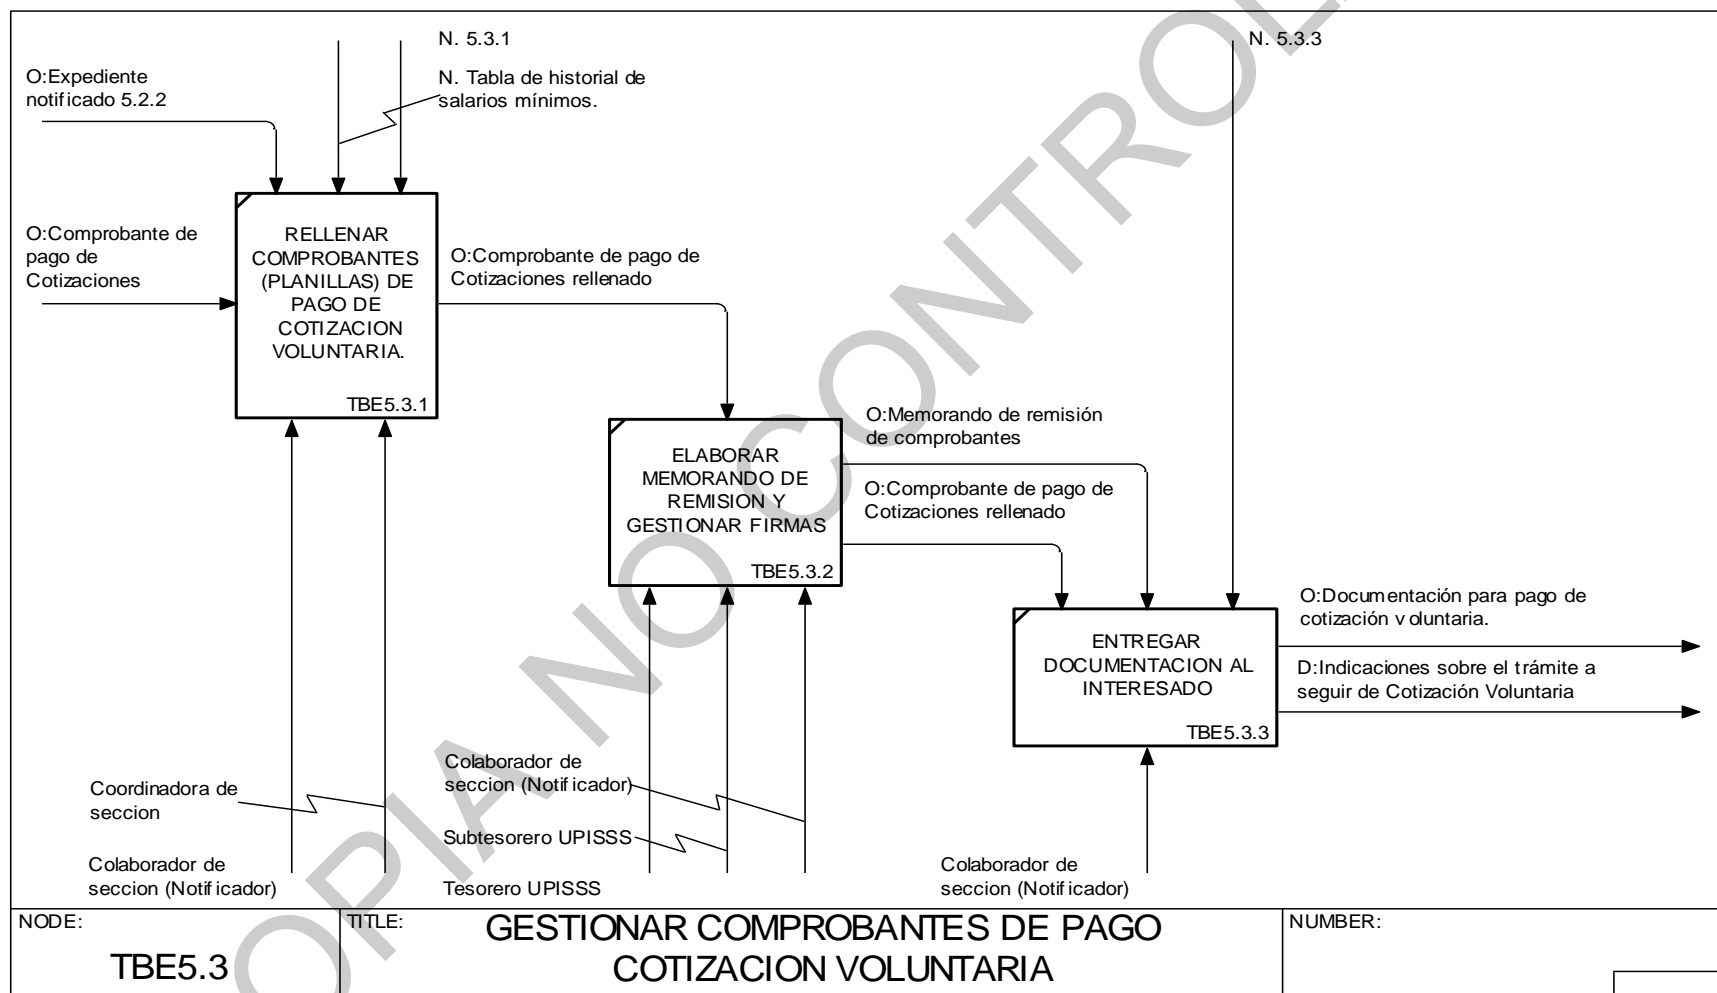 N. 5.3.1
N. 5.3.3
O:Expediente
notificado 5.2.2
N. Tabla de historial de
salarios mínimos.
O:Comprobante de
pago de
Cotizaciones
RELLENAR
COMPROBANTES
(PLANILLAS) DE
PAGO DE
COTIZACION
VOLUNTARIA.
TBE5.3.1
O:Comprobante de pago de
Cotizaciones rellenado
ELABORAR
MEMORANDO DE
REMISION Y
GESTIONAR FIRMAS
TBE5.3.2
O:Memorando de remisión
de comprobantes
O:Comprobante de pago de
Cotizaciones rellenado
ENTREGAR
DOCUMENTACION AL
INTERESADO
TBE5.3.3
O:Documentación para pago de
cotización voluntaria.
D:Indicaciones sobre el trámite a
seguir de Cotización Voluntaria
Coordinadora de
seccion
Colaborador de
seccion (Notificador)
Colaborador de
seccion (Notificador)
Subtesorero UPISSS
Tesorero UPISSS
Colaborador de
seccion (Notificador)
NODE:
TBE5.3
TITLE:
GESTIONAR COMPROBANTES DE PAGO
COTIZACION VOLUNTARIA
NUMBER:
OPIA NO CONTROL